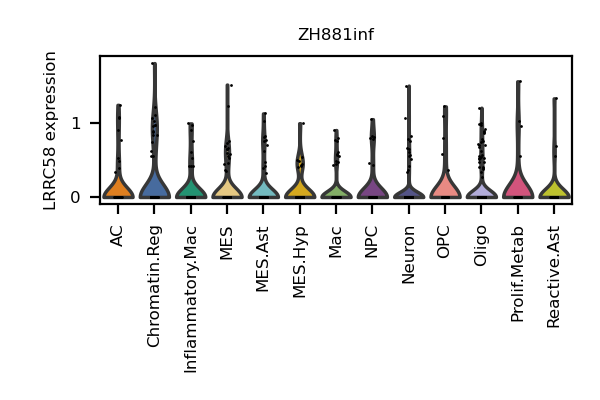 ZH881inf
LRRC58 expression
1
0
AC
Chromatin.Reg
Inflammatory.Mac
MES
MES.Ast
MES.Hyp
Mac
NPC
Neuron
OPC
Oligo
Prolif.Metab
Reactive.Ast